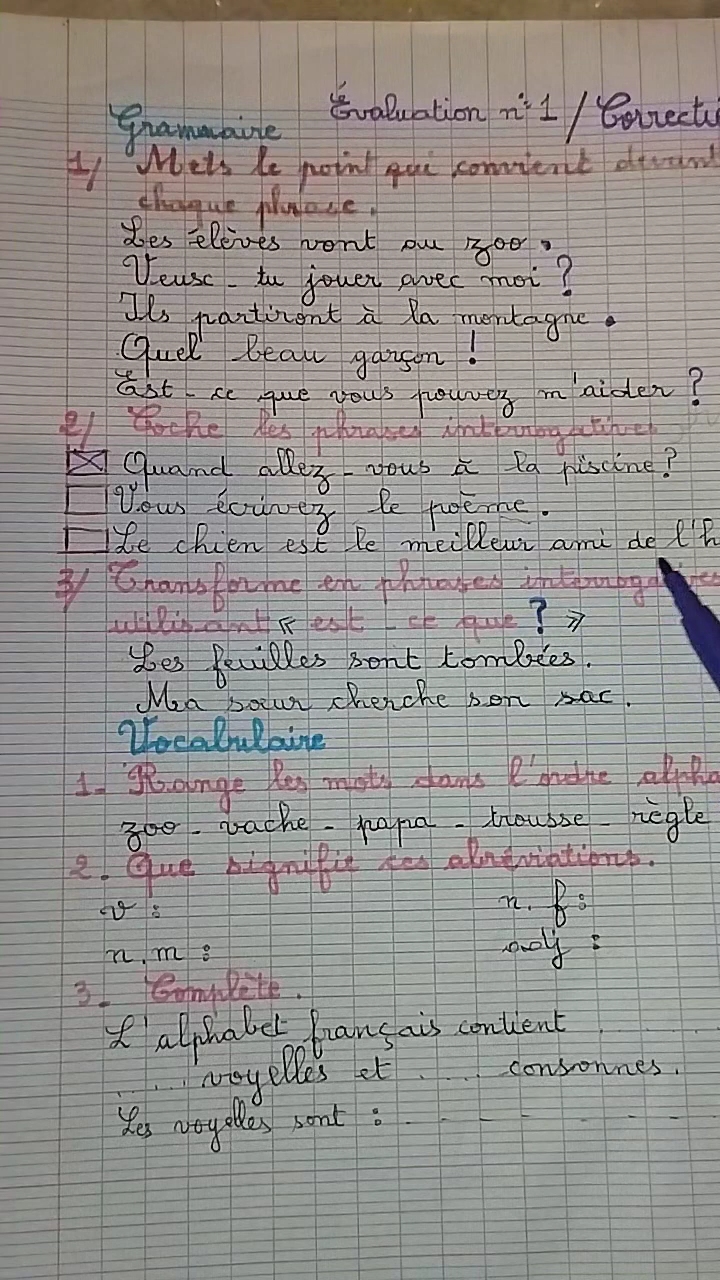 Évaluation n°1 / Correcti
Grammaire
1/ Mets le point qui convient devant
chaque phrase.
Les élèves vont au zoo.
Veux-tu jouer avec moi ?
Ils partiront à la montagne.
Quel beau garçon !
Est-ce que vous pouvez m'aider ?
2/ Coche les phrases interrogatives
Quand allez-vous à la piscine ?
Vous écrivez le poème.
Le chien est le meilleur ami de l'h
3/ Transforme en phrases interrogatives
utilisant « est-ce que ? »
Les feuilles sont tombées.
Ma sœur cherche son sac.
Vocabulaire
1- Range les mots dans l'ordre alpha
zoo - vache - papa - trousse - règle
2. Que signifie ces abréviations.
v : n. f :
n. m : adj :
3- Complète.
L'alphabet français contient .....
..... voyelles et .... consonnes.
Les voyelles sont : - - - - - -